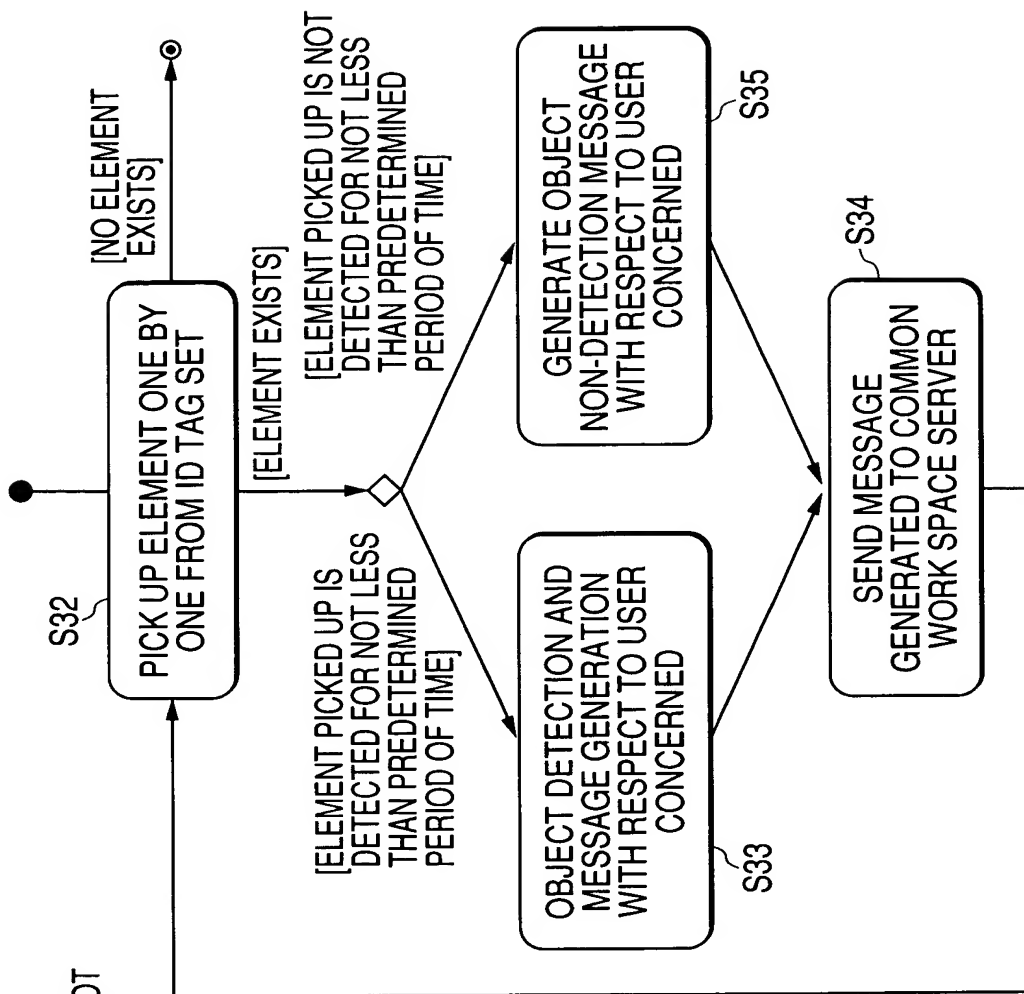 S32
PICK UP ELEMENT ONE BY
ONE FROM ID TAG SET
[NO ELEMENT
EXISTS]
[ELEMENT EXISTS]
[ELEMENT PICKED UP IS
DETECTED FOR NOT LESS
THAN PREDETERMINED
PERIOD OF TIME]
[ELEMENT PICKED UP IS NOT
DETECTED FOR NOT LESS
THAN PREDETERMINED
PERIOD OF TIME]
OBJECT DETECTION AND
MESSAGE GENERATION
WITH RESPECT TO USER
CONCERNED
S33
GENERATE OBJECT
NON-DETECTION MESSAGE
WITH RESPECT TO USER
CONCERNED
S35
S34
SEND MESSAGE
GENERATED TO COMMON
WORK SPACE SERVER